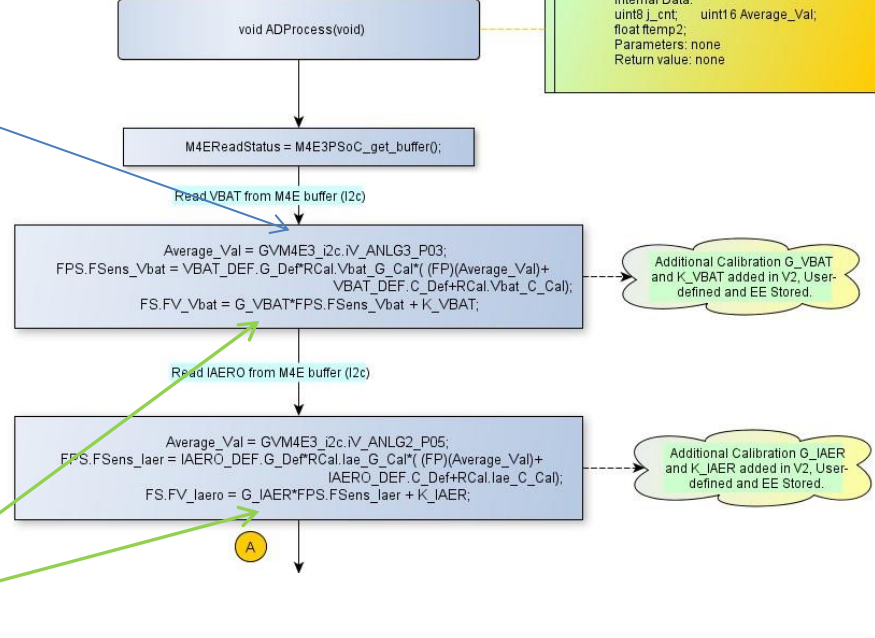 Internal Data:
uint8 j_cnt; uint16 Average_Val;
float ftemp2;
Parameters: none
Return value: none
void ADProcess(void)
M4EReadStatus = M4E3PSoC_get_buffer();
Read VBAT from M4E buffer (I2c)
Average_Val = GVM4E3_i2c.iV_ANLG3_P03;
FPS.FSens_Vbat = VBAT_DEF.G_Def*RCal.Vbat_G_Cal*( (FP)(Average_Val)+
VBAT_DEF.C_Def+RCal.Vbat_C_Cal);
FS.FV_Vbat = G_VBAT*FPS.FSens_Vbat + K_VBAT;
Additional Calibration G_VBAT
and K_VBAT added in V2, User-
defined and EE Stored.
Read IAERO from M4E buffer (I2c)
Average_Val = GVM4E3_i2c.iV_ANLG2_P05;
FPS.FSens_Iaer = IAERO_DEF.G_Def*RCal.Iae_G_Cal*( (FP)(Average_Val)+
IAERO_DEF.C_Def+RCal.Iae_C_Cal);
FS.FV_Iaero = G_IAER*FPS.FSens_Iaer + K_IAER;
Additional Calibration G_IAER
and K_IAER added in V2, User-
defined and EE Stored.
A